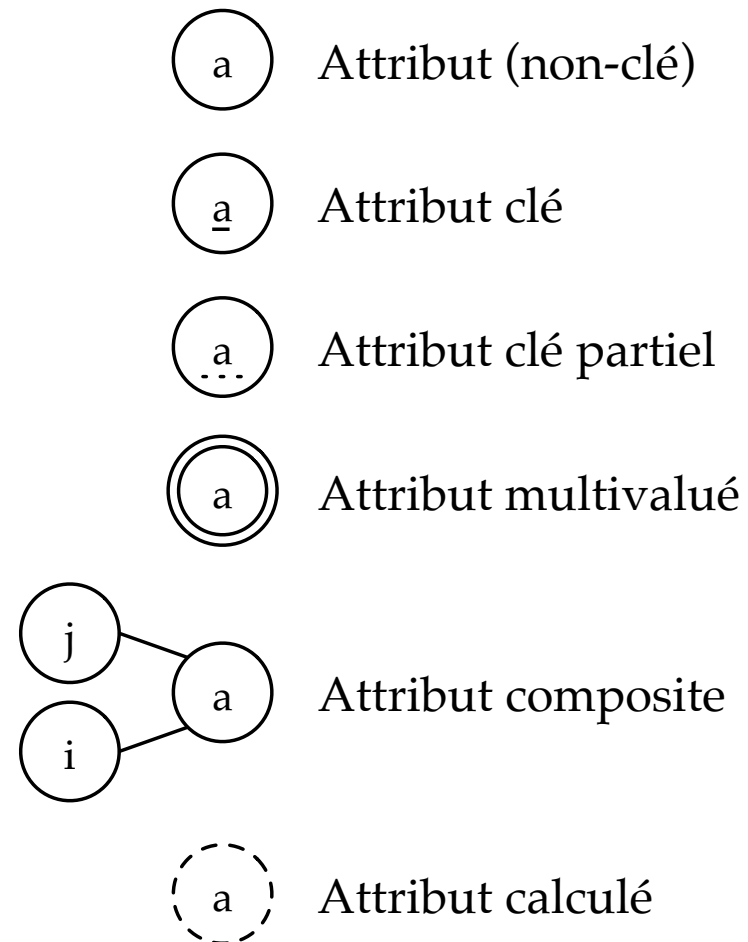 a Attribut (non-clé)
a Attribut clé
a Attribut clé partiel
a Attribut multivalué
j
a Attribut composite
i
a Attribut calculé